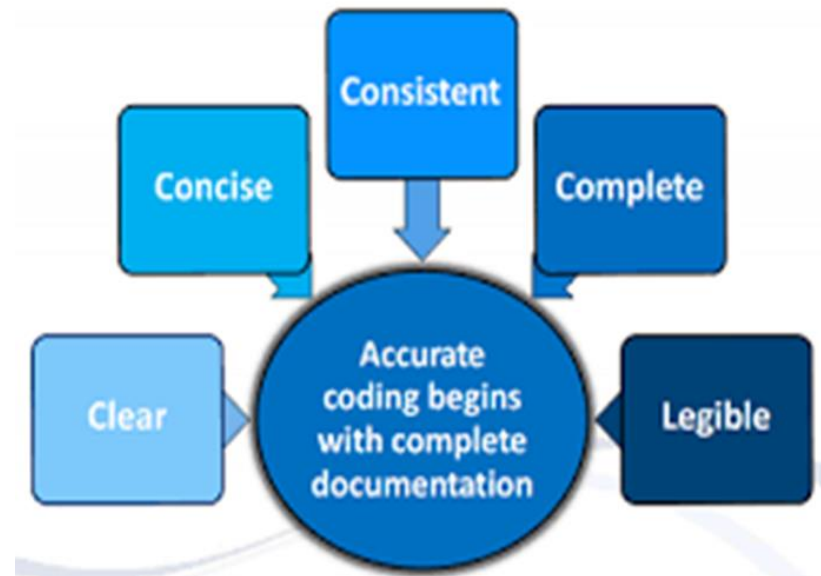 Consistent
Concise
Complete
Clear
Accurate
coding begins
with complete
documentation
Legible